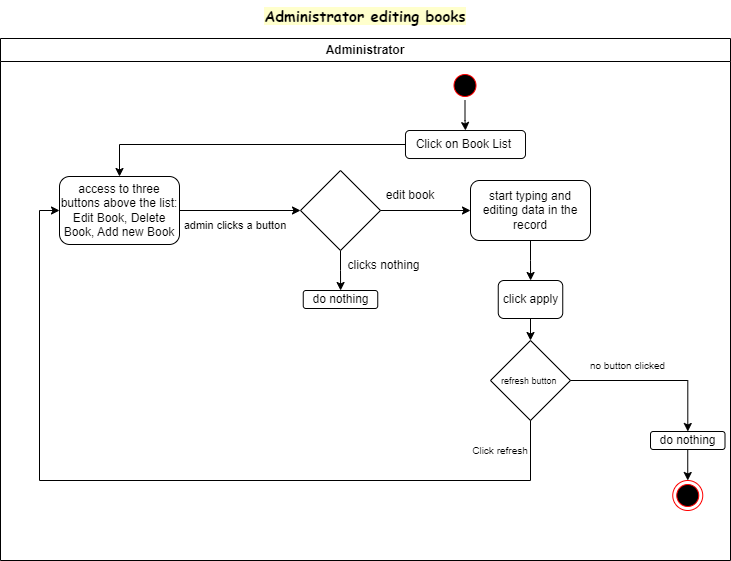 Administrator editing books
Administrator
Click on Book List
access to three
buttons above the list:
Edit Book, Delete
Book, Add new Book
admin clicks a button
edit book
start typing and
editing data in the
record
clicks nothing
do nothing
click apply
refresh button
no button clicked
do nothing
Click refresh